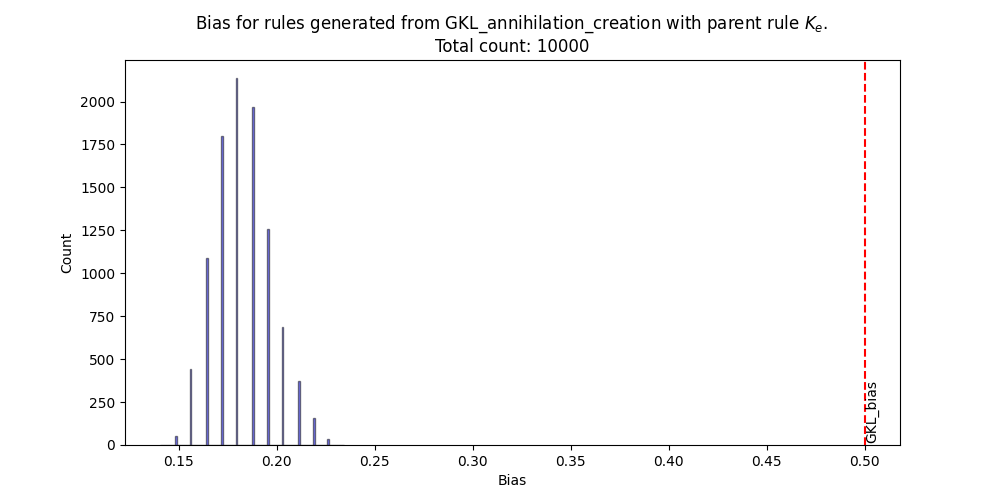 Bias for rules generated from GKL_annihilation_creation with parent rule $K_e$.
Total count: 10000
Count
2000
1750
1500
1250
1000
750
500
250
0
GKL_bias
0.15 0.20 0.25 0.30 0.35 0.40 0.45 0.50
Bias